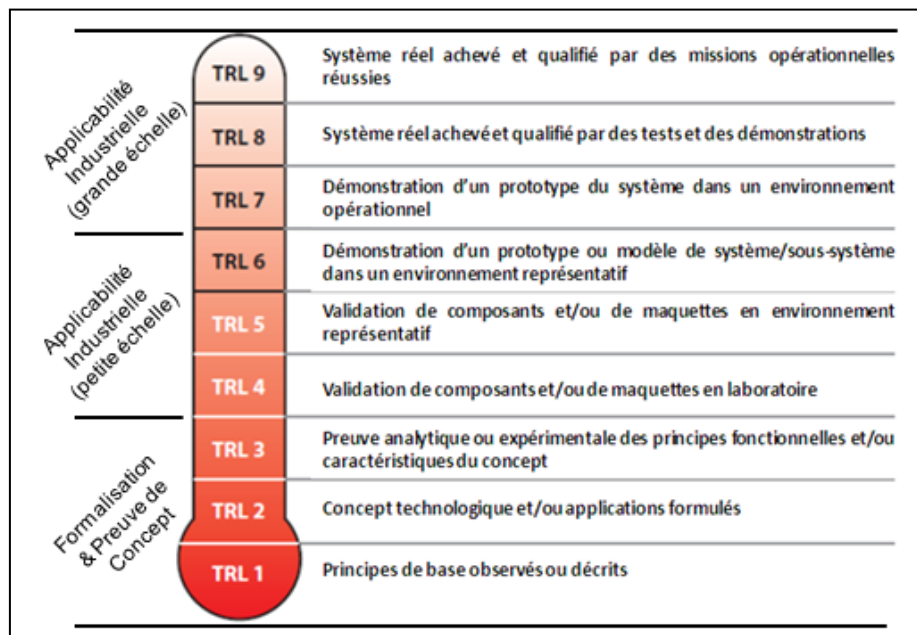 Applicabilité
Industrielle
(grande échelle)
TRL 9
Système réel achevé et qualifié par des missions opérationnelles
réussies
TRL 8
Système réel achevé et qualifié par des tests et des démonstrations
TRL 7
Démonstration d'un prototype du système dans un environnement
opérationnel
Applicabilité
Industrielle
(petite échelle)
TRL 6
Démonstration d'un prototype ou modèle de système/sous-système
dans un environnement représentatif
TRL 5
Validation de composants et/ou de maquettes en environnement
représentatif
TRL 4
Validation de composants et/ou de maquettes en laboratoire
Formalisation
& Preuve de
Concept
TRL 3
Preuve analytique ou expérimentale des principes fonctionnelles et/ou
caractéristiques du concept
TRL 2
Concept technologique et/ou applications formulés
TRL 1
Principes de base observés ou décrits